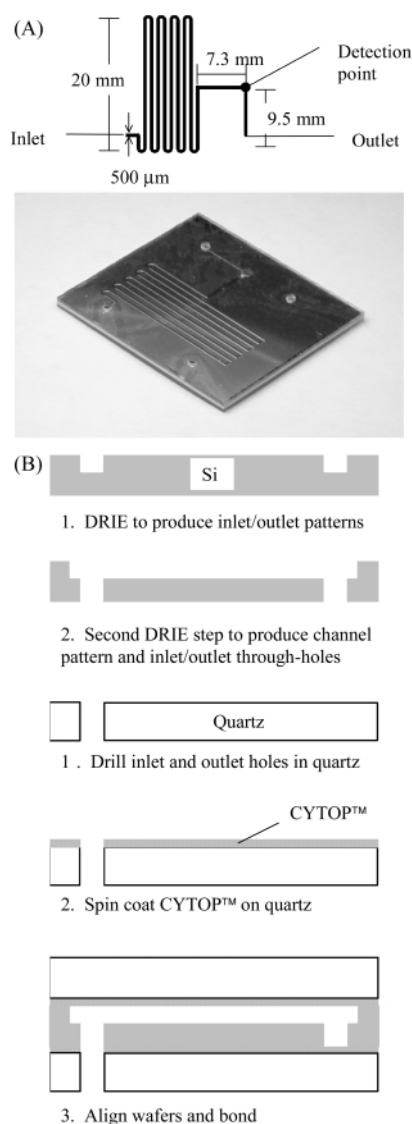 (A)
7.3 mm
Detection
point
20 mm
9.5 mm
Inlet
Outlet
500 μm
(B)
Si
1. DRIE to produce inlet/outlet patterns
2. Second DRIE step to produce channel
pattern and inlet/outlet through-holes
Quartz
1 . Drill inlet and outlet holes in quartz
CYTOP™
2. Spin coat CYTOP™ on quartz
3. Align wafers and bond